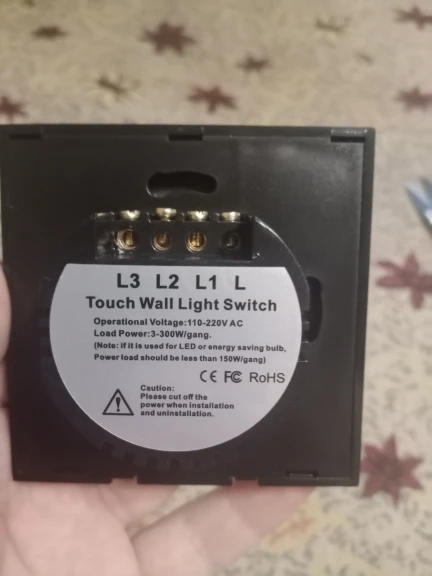 L3 L2 L1 L
Touch Wall Light Switch
Operational Voltage:110-220V AC
Load Power:3-300W/gang.
(Note: if it is used for LED or energy saving bulb,
Power load should be less than 150W/gang)
CE FC RoHS
Caution:
Please cut off the
power when installation
and uninstallation.